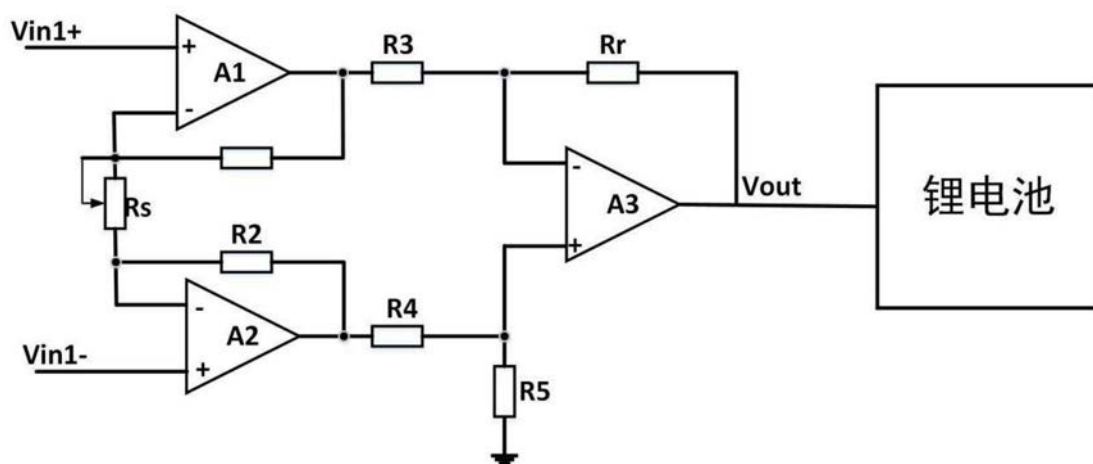 Vin1+
+
A1
-
R3
Rr
Rs
R2
-
A2
+
Vin1-
R4
R5
-
A3
+
Vout
锂电池